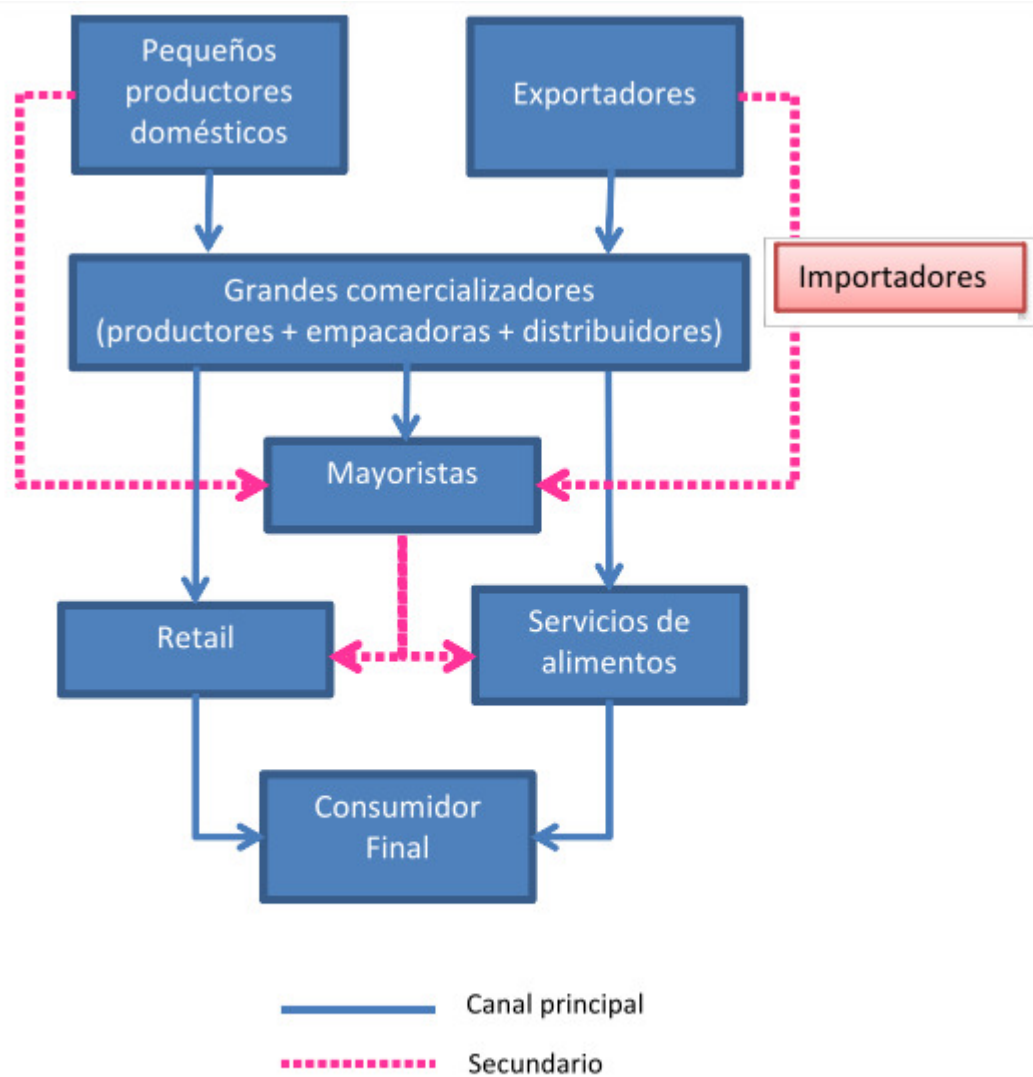 Pequeños
productores
domésticos
Exportadores
Importadores
Grandes comercializadores
(productores + empacadoras + distribuidores)
Mayoristas
Retail
Servicios de
alimentos
Consumidor
Final
Canal principal
Secundario